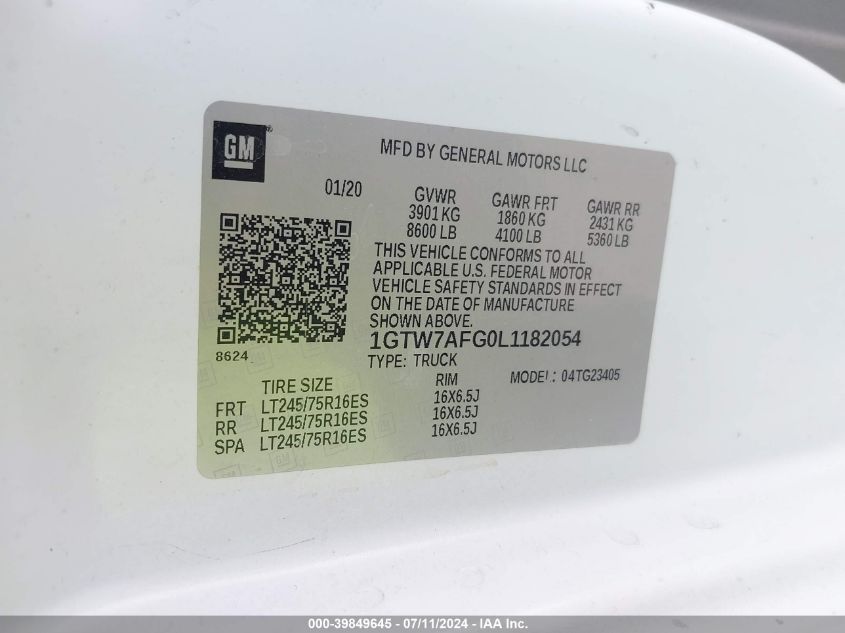 GM ®
MFD BY GENERAL MOTORS LLC
01/20
GVWR GAWR FRT GAWR RR
3901 KG 1860 KG 2431 KG
8600 LB 4100 LB 5360 LB
THIS VEHICLE CONFORMS TO ALL
APPLICABLE U.S. FEDERAL MOTOR
VEHICLE SAFETY STANDARDS IN EFFECT
ON THE DATE OF MANUFACTURE
SHOWN ABOVE.
8624
1GTW7AFG0L1182054
TYPE: TRUCK MODEL: 04TG23405
TIRE SIZE RIM
FRT LT245/75R16ES 16X6.5J
RR LT245/75R16ES 16X6.5J
SPA LT245/75R16ES 16X6.5J
000-39849645 - 07/11/2024 - IAA Inc.